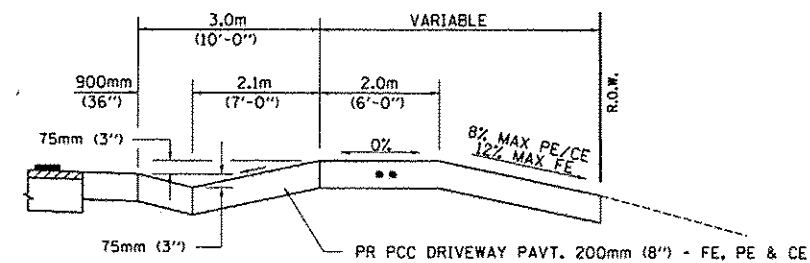 3.0m
(10'-0")
VARIABLE
900mm
(36")
2.1m
(7'-0")
2.0m
(6'-0")
R.O.W.
75mm (3")
0%
8% MAX PE/CE
12% MAX FE
75mm (3")
PR PCC DRIVEWAY PAVT. 200mm (8") - FE, PE & CE